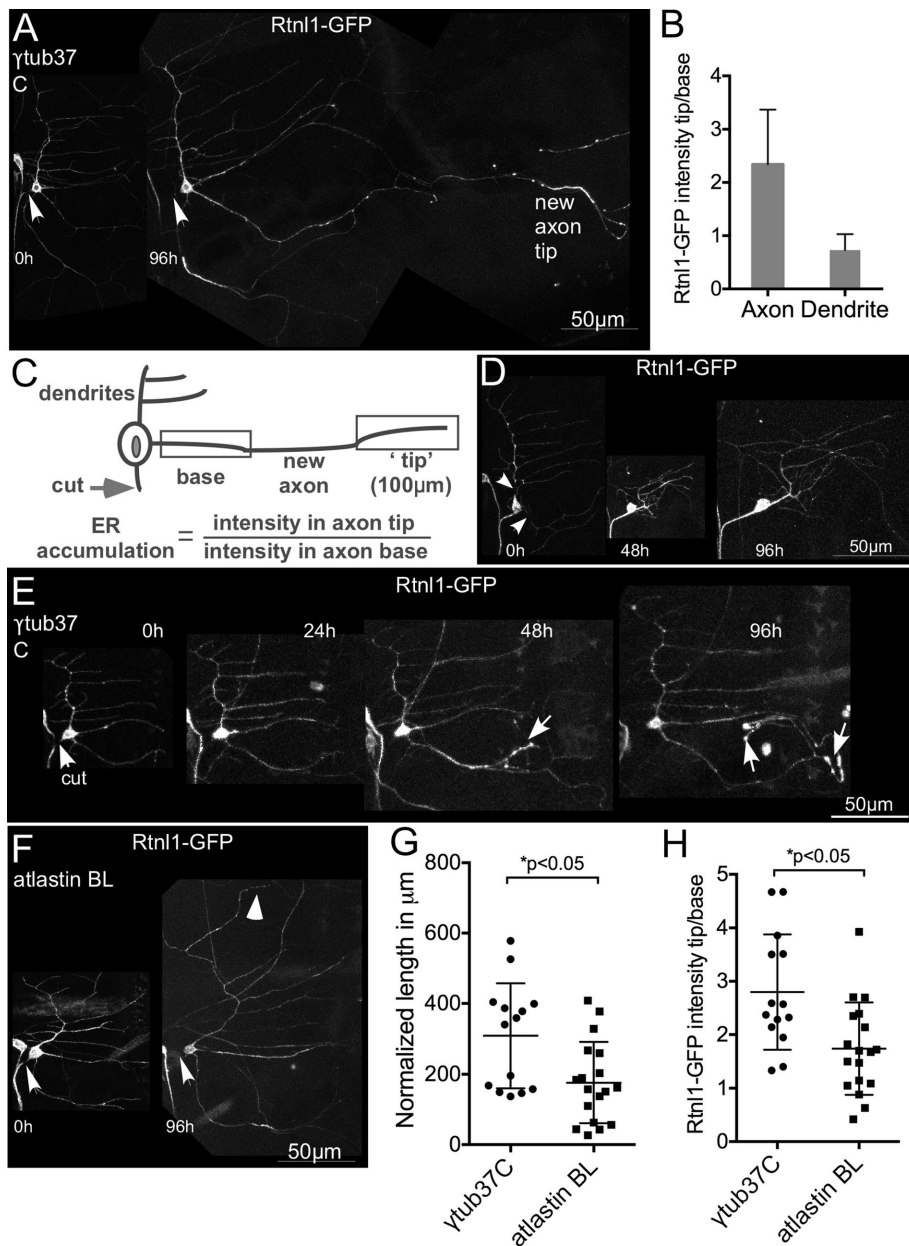 A
Rtnl1-GFP
γtub37
C
0h
96h
new
axon
tip
50μm
B
Rtnl1-GFP intensity tip/base
4
3
2
1
0
Axon Dendrite
C
dendrites
cut
base
new
axon
‘ tip’
(100μm)
ER
accumulation
=
intensity in axon tip
intensity in axon base
D
Rtnl1-GFP
0h
48h
96h
50μm
E
Rtnl1-GFP
γtub37
C
0h
24h
48h
96h
cut
50μm
F
Rtnl1-GFP
atlastin BL
0h
96h
50μm
G
Normalized length in μm
*p<0.05
800
600
400
200
0
γtub37C
atlastin BL
H
Rtnl1-GFP intensity tip/base
*p<0.05
5
4
3
2
1
0
γtub37C
atlastin BL